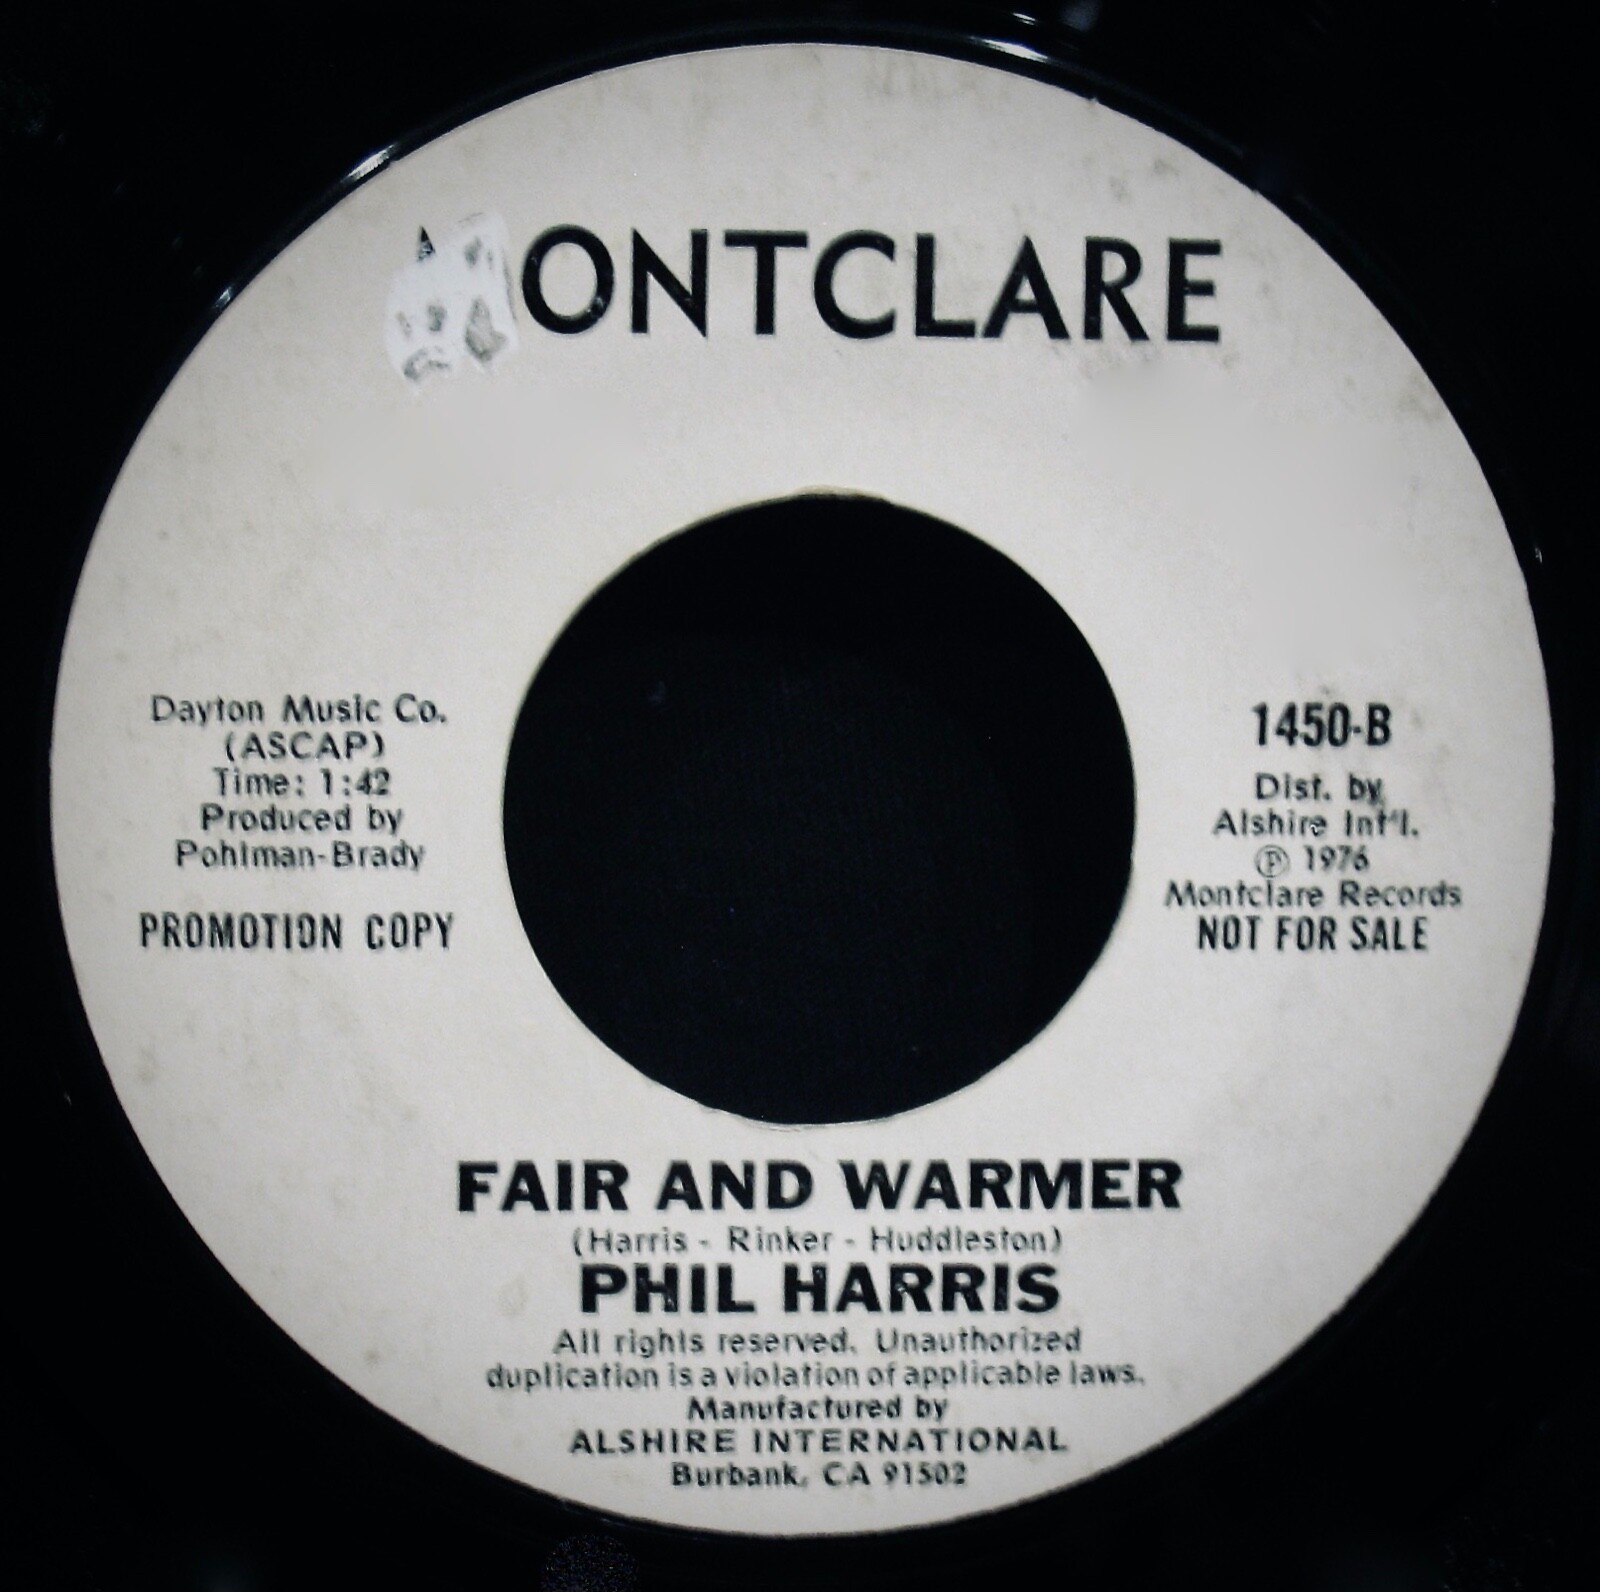 MONTCLARE
Dayton Music Co.
(ASCAP)
Time: 1:42
Produced by
Pohlman-Brady
PROMOTION COPY
1450-B
Dist. by
Alshire Int'l.
Ⓟ 1976
Montclare Records
NOT FOR SALE
FAIR AND WARMER
(Harris - Rinker - Huddleston)
PHIL HARRIS
All rights reserved. Unauthorized
duplication is a violation of applicable laws.
Manufactured by
ALSHIRE INTERNATIONAL
Burbank, CA 91502